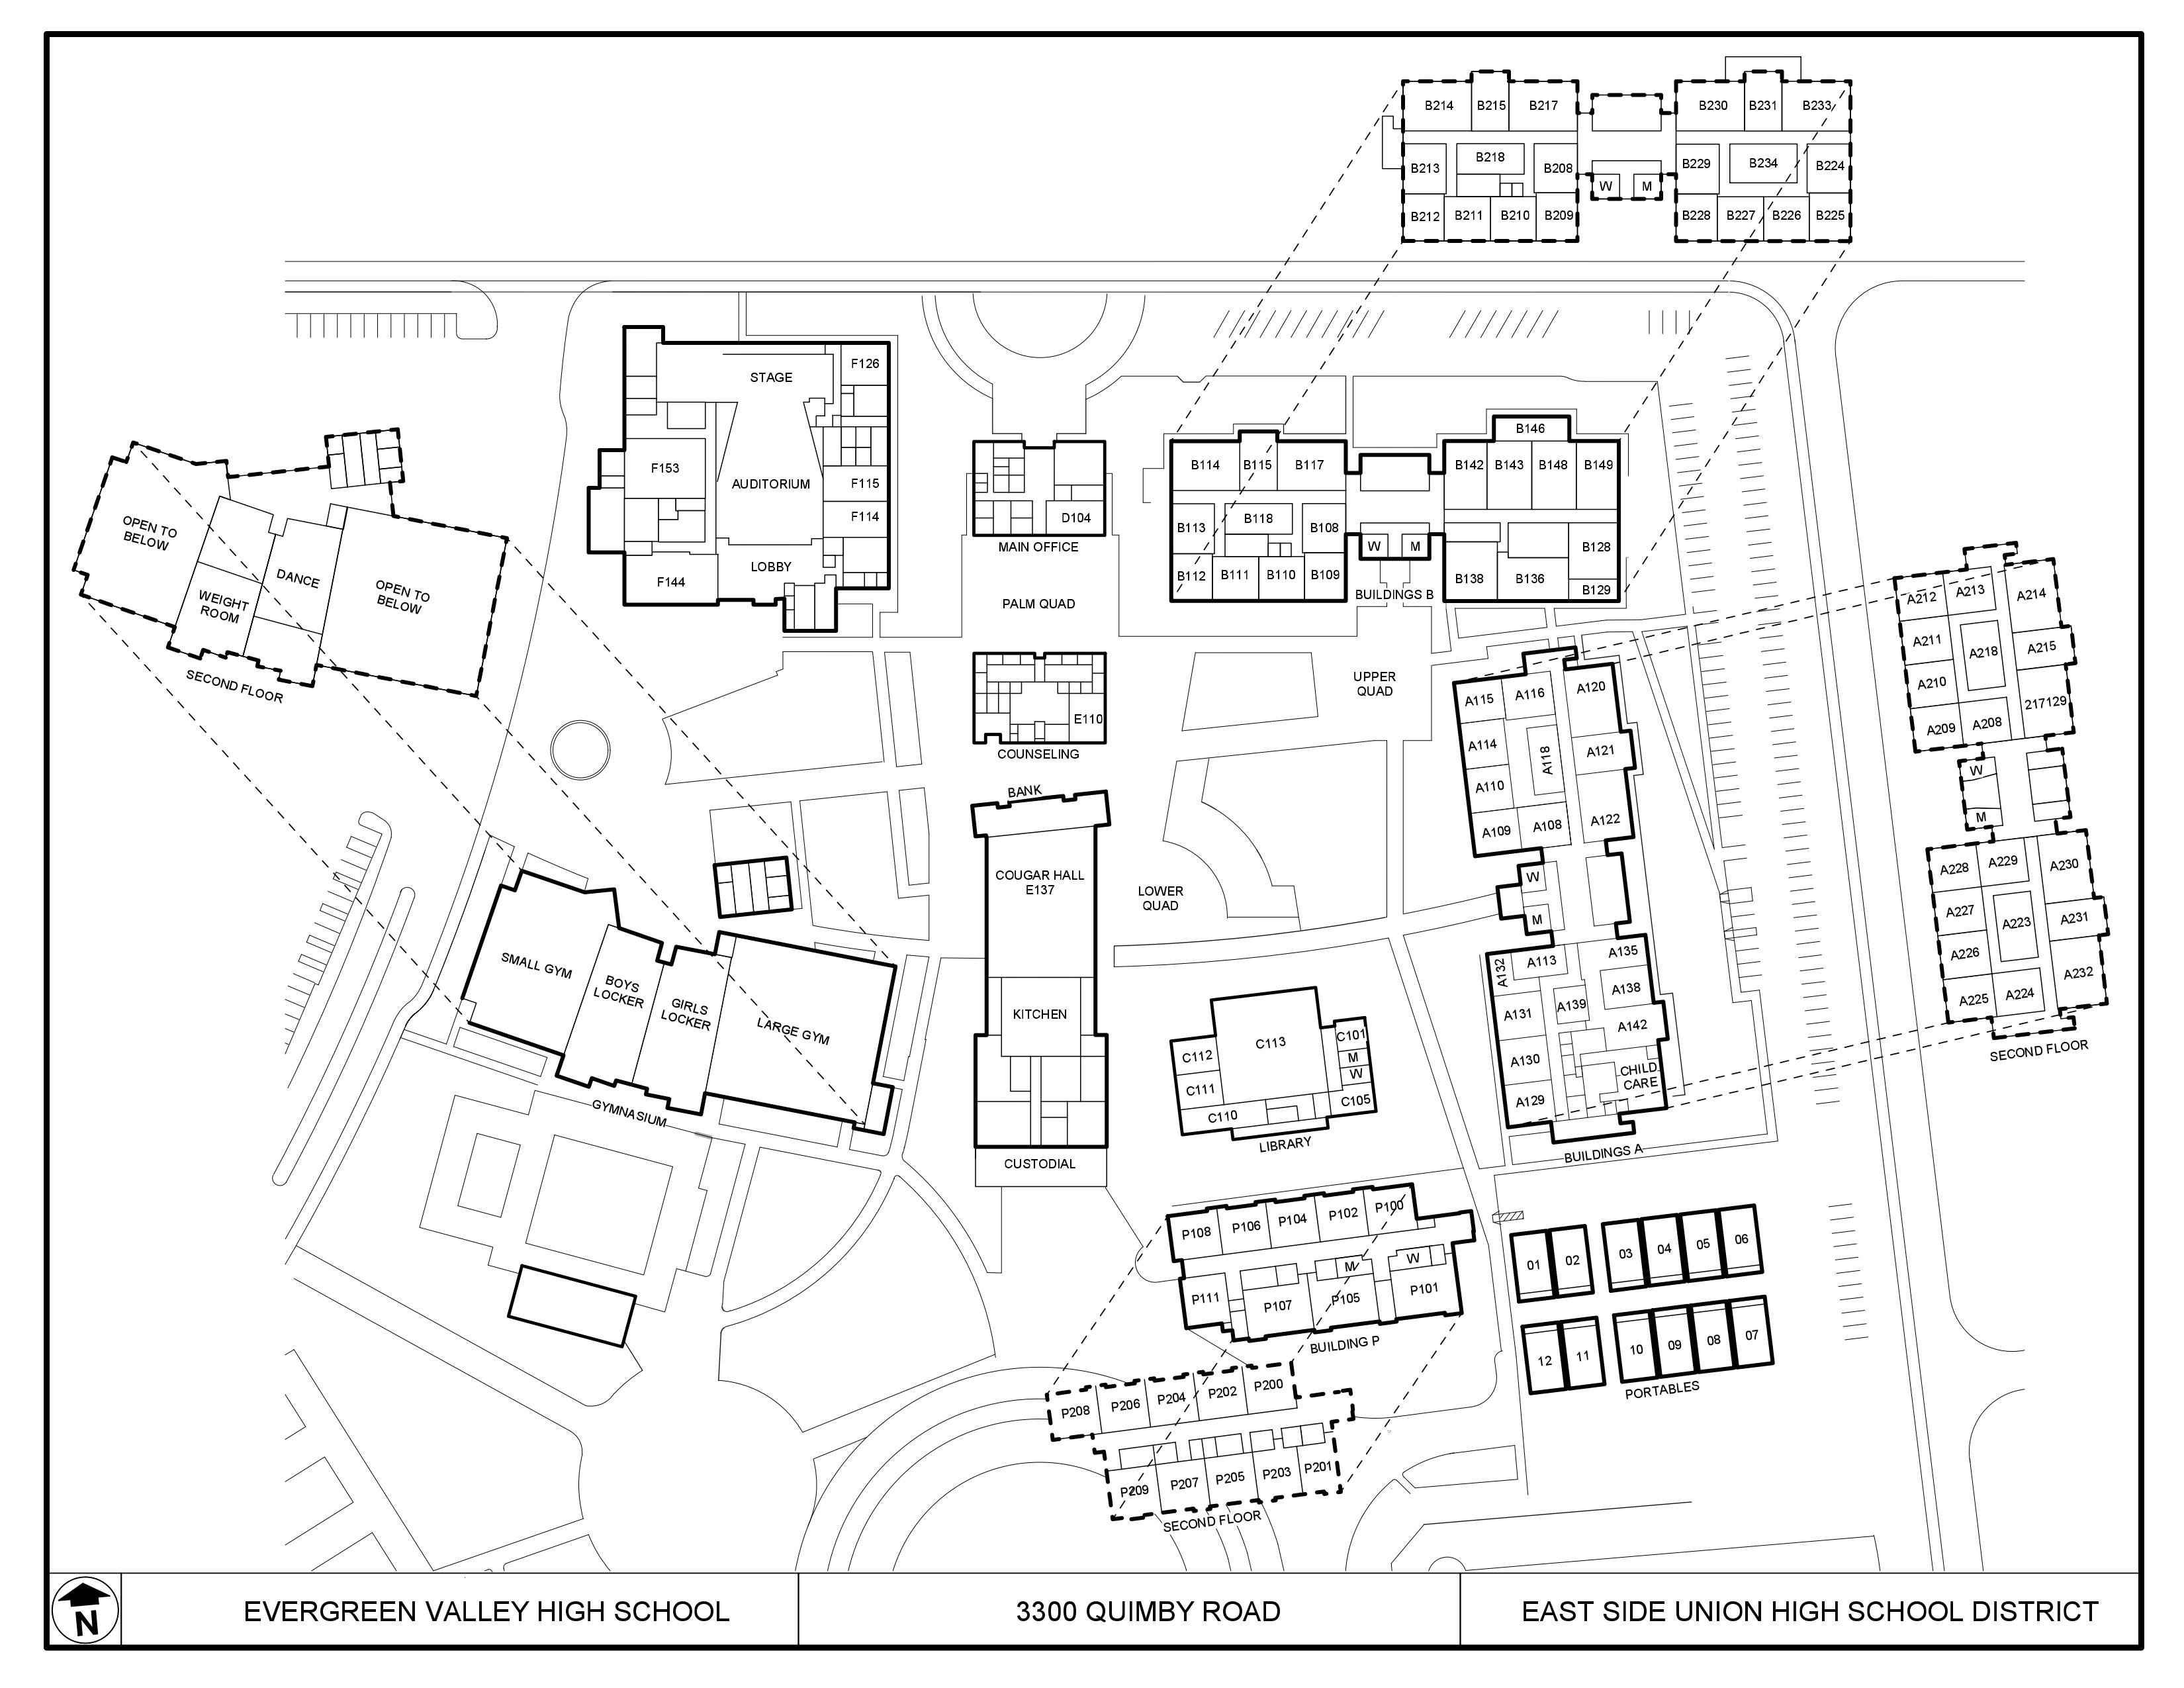 B214 B215 B217
B230 B231 B233
B213 B218 B208
B229 B234 B224
W M
B212 B211 B210 B209
B228 B227 B226 B225
STAGE
F126
F153
AUDITORIUM
F115
F114
F144
LOBBY
D104
MAIN OFFICE
PALM QUAD
E110
COUNSELING
BANK
COUGAR HALL
E137
KITCHEN
CUSTODIAL
B114 B115 B117
B113 B118 B108
B112 B111 B110 B109
W M
BUILDINGS B
B146
B142 B143 B148 B149
B128
B138 B136
B129
UPPER
QUAD
LOWER
QUAD
OPEN TO
BELOW
WEIGHT
ROOM
DANCE
OPEN TO
BELOW
SECOND FLOOR
SMALL GYM
BOYS
LOCKER
GIRLS
LOCKER
LARGE GYM
GYMNASIUM
A115 A116 A120
A114 A118 A121
A110
A109 A108 A122
W
M
A132 A113 A135
A131 A139 A138
A142
A130
CHILD
CARE
A129
BUILDINGS A
A212 A213 A214
A211 A218 A215
A210
A209 A208 217129
W
M
A228 A229 A230
A227 A223 A231
A226
A225 A224 A232
SECOND FLOOR
C101
C112 C113 M
C111 W
C110 C105
LIBRARY
P108 P106 P104 P102 P100
M W
P111 P107 P105 P101
BUILDING P
P208 P206 P204 P202 P200
P209 P207 P205 P203 P201
SECOND FLOOR
01 02 03 04 05 06
12 11 10 09 08 07
PORTABLES
N
EVERGREEN VALLEY HIGH SCHOOL
3300 QUIMBY ROAD
EAST SIDE UNION HIGH SCHOOL DISTRICT